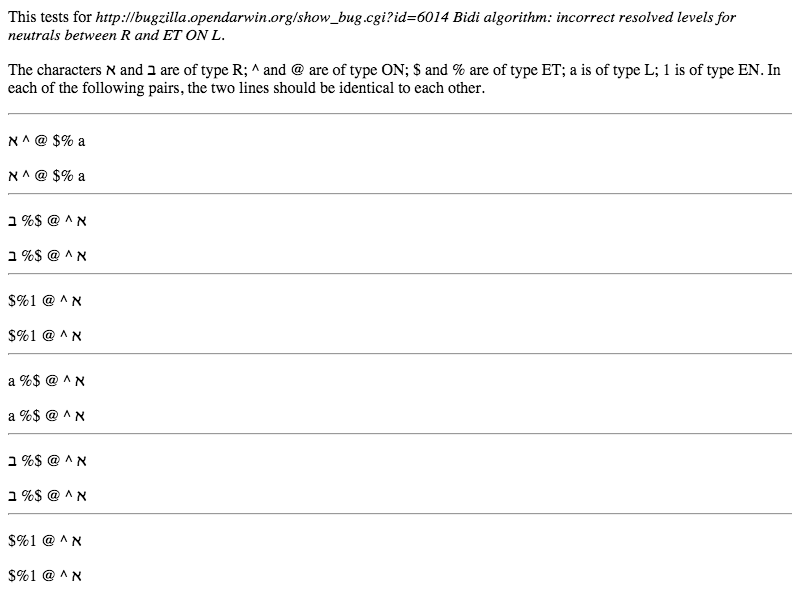 This tests for http://bugzilla.opendarwin.org/show_bug.cgi?id=6014 Bidi algorithm: incorrect resolved levels for
neutrals between R and ET ON L.
The characters א and ב are of type R; ^ and @ are of type ON; $ and % are of type ET; a is of type L; 1 is of type EN. In
each of the following pairs, the two lines should be identical to each other.
א ^ @ $% a
א ^ @ $% a
א ^ @ $% ב
א ^ @ $% ב
א ^ @ $%1
א ^ @ $%1
א ^ @ $% a
א ^ @ $% a
א ^ @ $% ב
א ^ @ $% ב
א ^ @ $%1
א ^ @ $%1